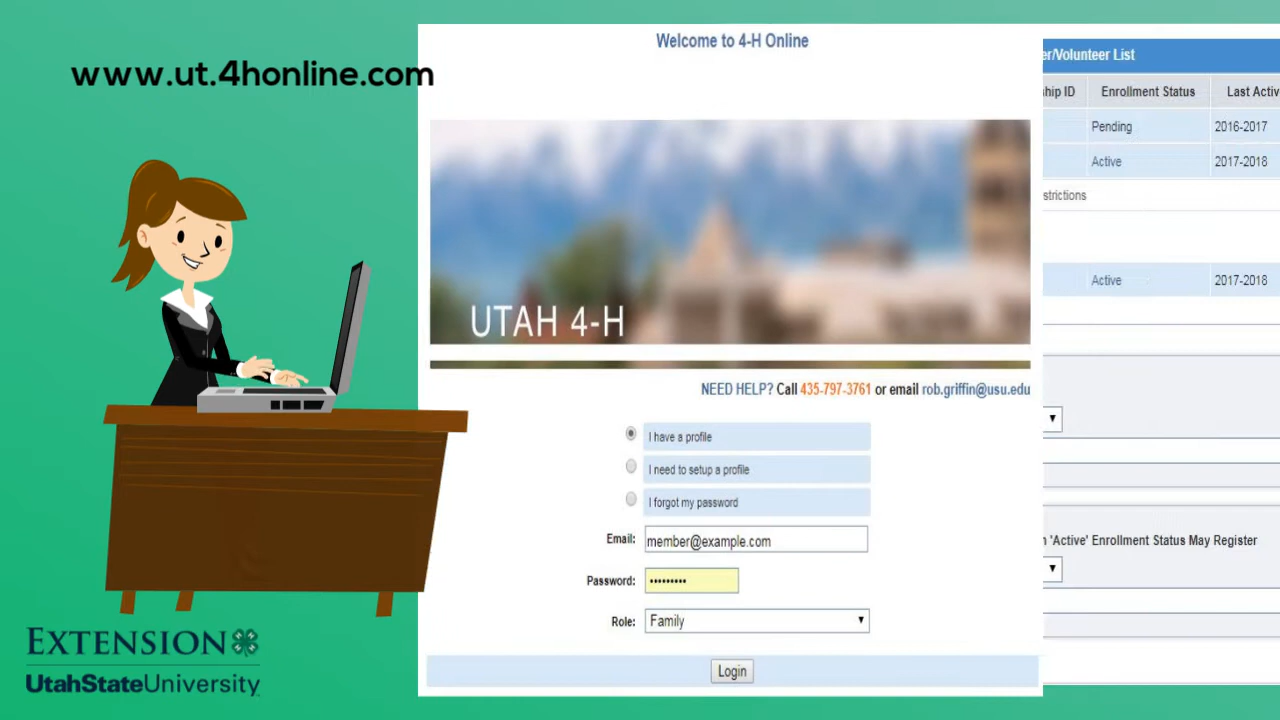 www.ut.4honline.com
Welcome to 4-H Online
UTAH 4-H
NEED HELP? Call 435-797-3761 or email rob.griffin@usu.edu
I have a profile
I need to setup a profile
I forgot my password
Email: member@example.com
Password: •••••••••
Role: Family
Login
er/Volunteer List
hip ID Enrollment Status Last Activ
Pending 2016-2017
Active 2017-2018
strictions
Active 2017-2018
'Active' Enrollment Status May Register
EXTENSION
UtahStateUniversity